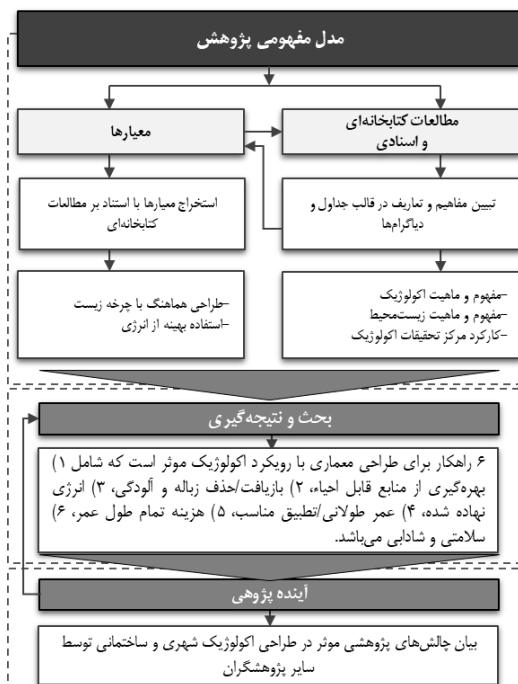 مدل مفهومی پژوهش
مطالعات کتابخانه‌ای
و اسنادی
معیارها
تبیین مفاهیم و تعاریف در قالب جداول و
دیاگرام‌ها
استخراج معیارها با استناد بر مطالعات
کتابخانه‌ای
-مفهوم و ماهیت اکولوژیک
-مفهوم و ماهیت زیست‌محیط
-کارکرد مرکز تحقیقات اکولوژیک
-طراحی هماهنگ با چرخه زیست
-استفاده بهینه از انرژی
بحث و نتیجه‌گیری
۶ راهکار برای طراحی معماری با رویکرد اکولوژیک موثر است که شامل ۱)
بهره‌گیری از منابع قابل احیاء، ۲) بازیافت/حذف زباله و آلودگی، ۳) انرژی
نهاده شده، ۴) عمر طولانی/تطبیق مناسب، ۵) هزینه تمام طول عمر، ۶)
سلامتی و شادابی می‌باشد.
آینده پژوهی
بیان چالش‌های پژوهشی موثر در طراحی اکولوژیک شهری و ساختمانی توسط
سایر پژوهشگران